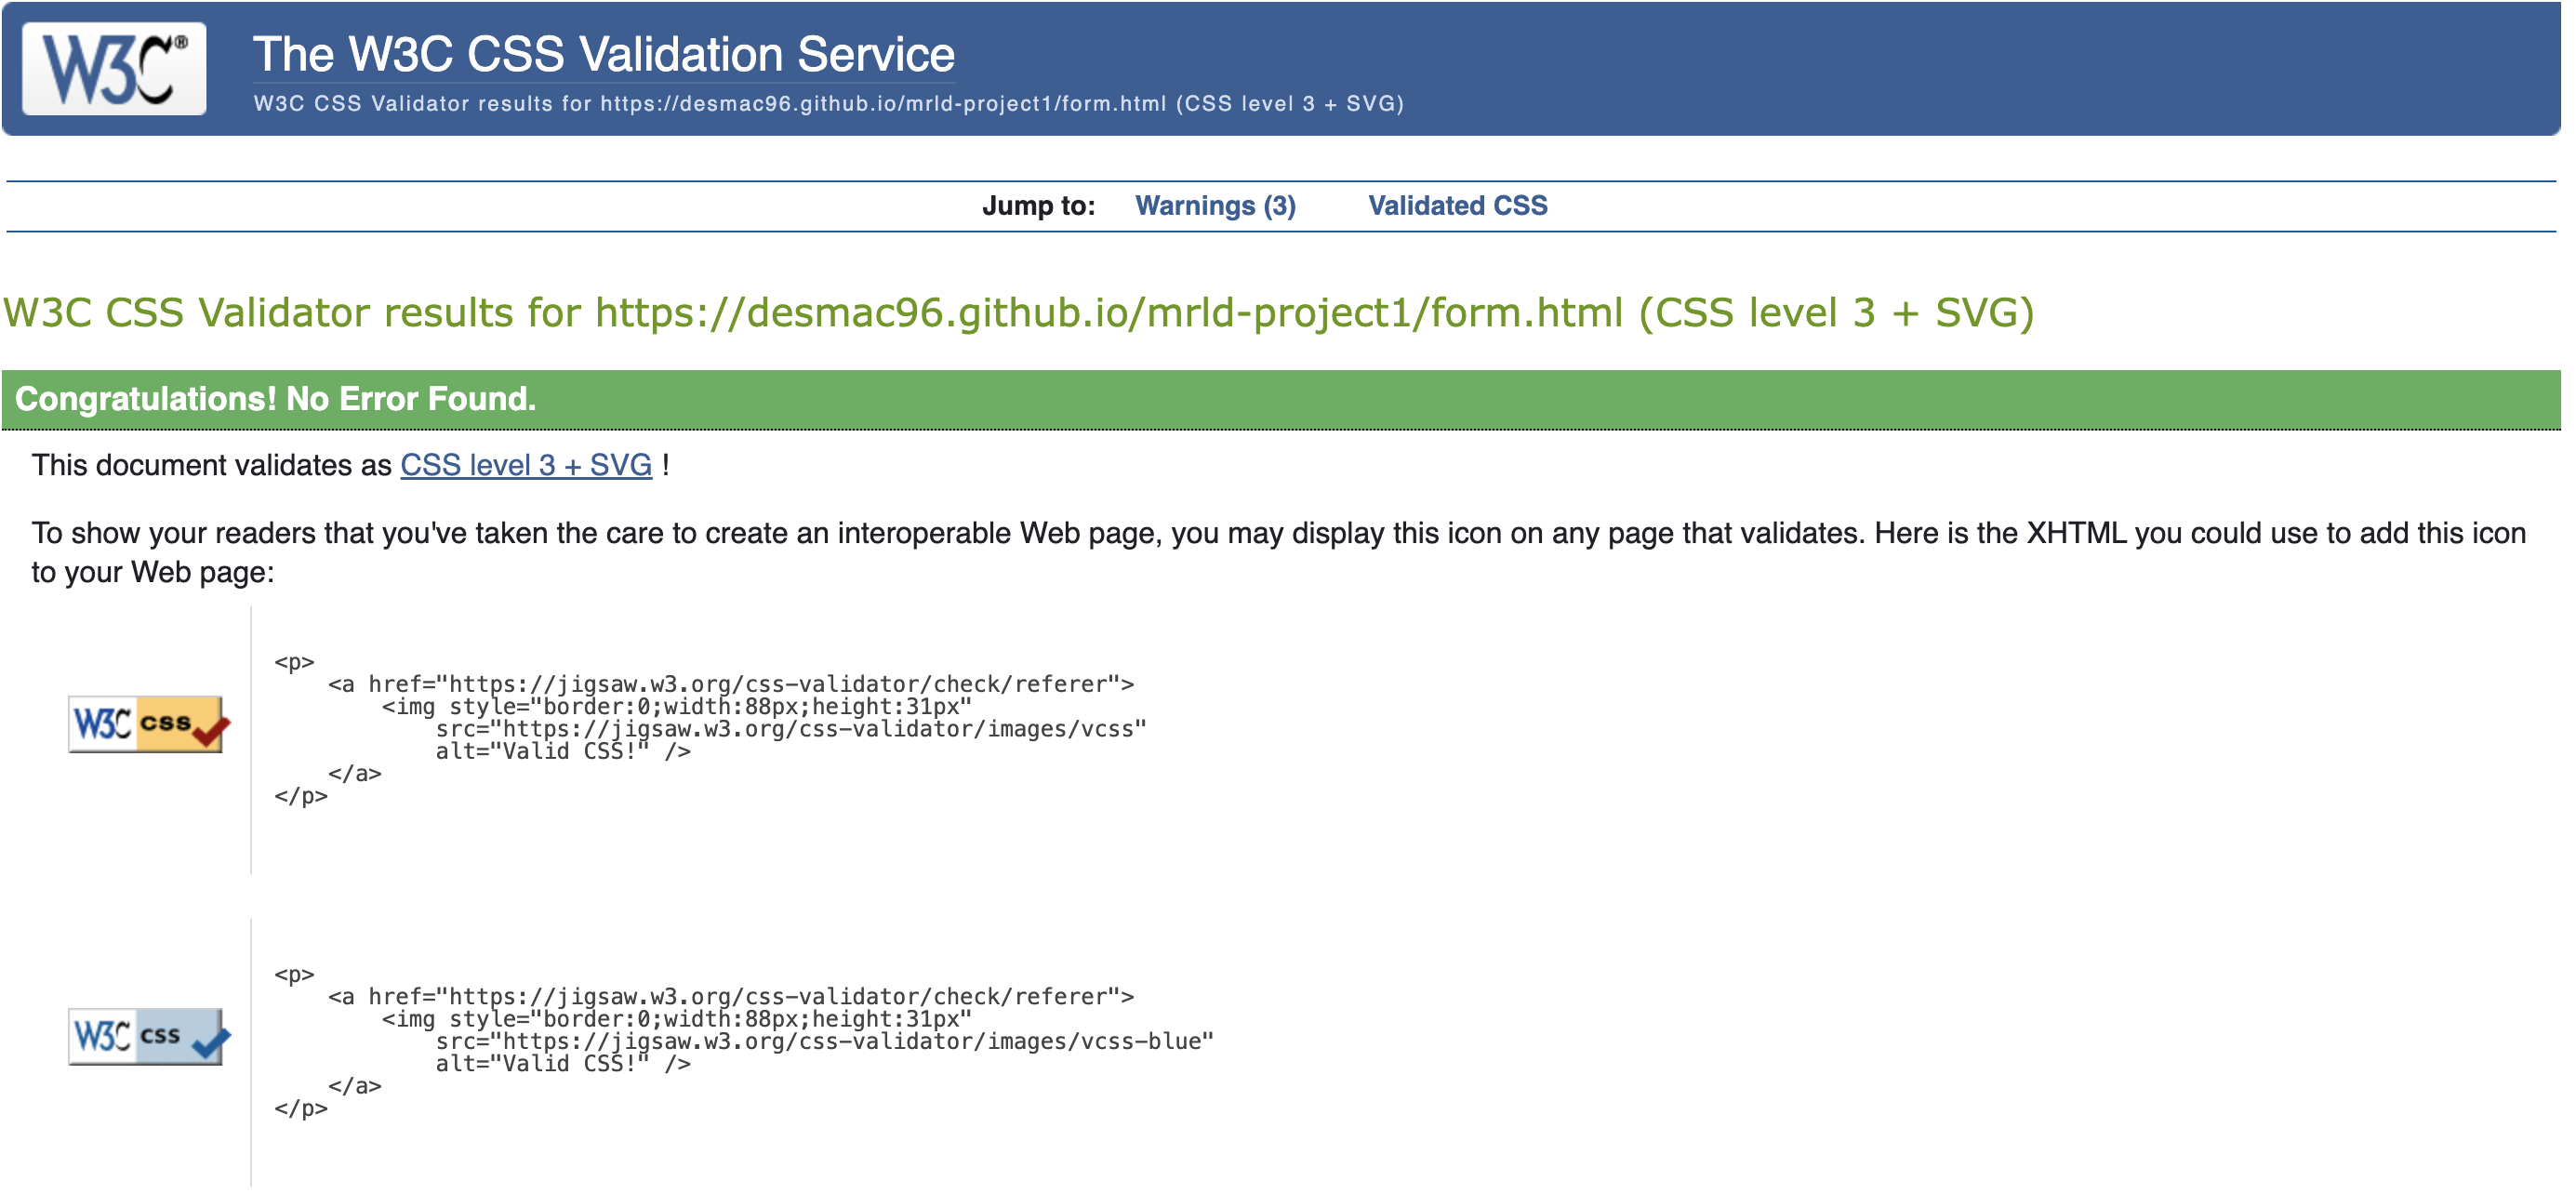 W3C®
The W3C CSS Validation Service
W3C CSS Validator results for https://desmac96.github.io/mrld-project1/form.html (CSS level 3 + SVG)
Jump to: Warnings (3) Validated CSS
W3C CSS Validator results for https://desmac96.github.io/mrld-project1/form.html (CSS level 3 + SVG)
Congratulations! No Error Found.
This document validates as CSS level 3 + SVG !
To show your readers that you've taken the care to create an interoperable Web page, you may display this icon on any page that validates. Here is the XHTML you could use to add this icon
to your Web page:
W3C css
<p>
<a href="https://jigsaw.w3.org/css-validator/check/referer">
<img style="border:0;width:88px;height:31px"
src="https://jigsaw.w3.org/css-validator/images/vcss"
alt="Valid CSS!" />
</a>
</p>
W3C css
<p>
<a href="https://jigsaw.w3.org/css-validator/check/referer">
<img style="border:0;width:88px;height:31px"
src="https://jigsaw.w3.org/css-validator/images/vcss-blue"
alt="Valid CSS!" />
</a>
</p>